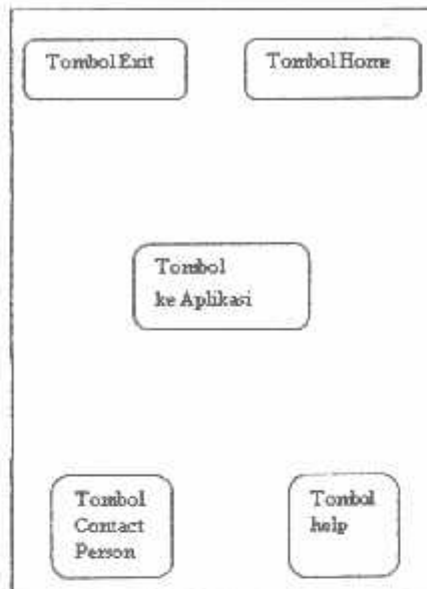 Tombol Exit
Tombol Home
Tombol
ke Aplikasi
Tombol
Contact
Person
Tombol
help